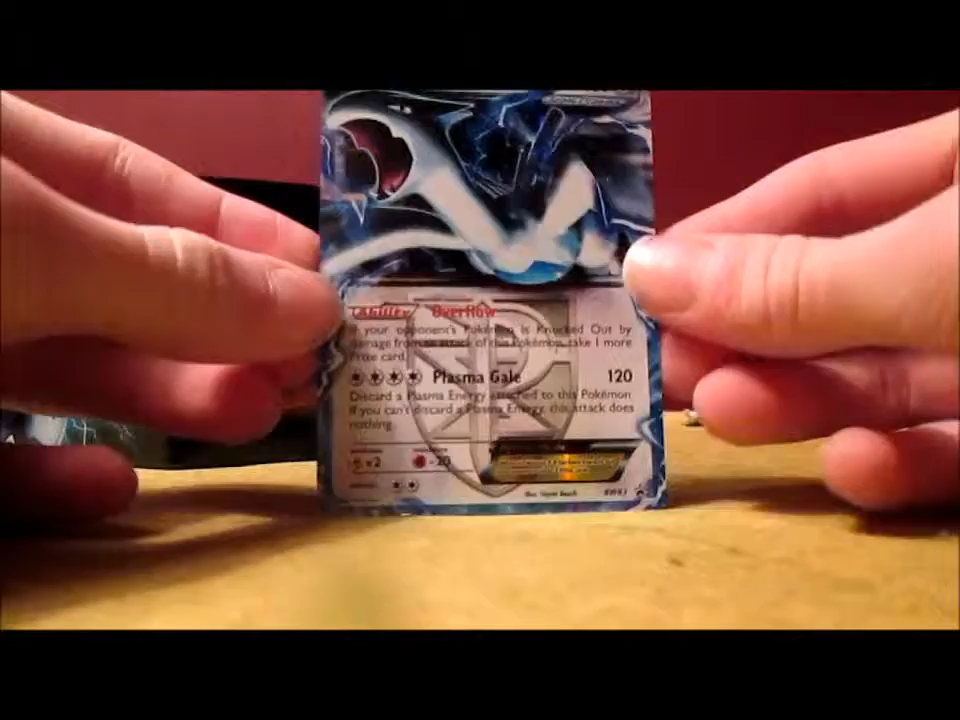 Ability Overflow
If your opponent's Pokémon is Knocked Out by
damage from an attack of this Pokémon, take 1 more
Prize card.
Plasma Gale 120
Discard a Plasma Energy attached to this Pokémon.
If you can't discard a Plasma Energy, this attack does
nothing.
×2 -20